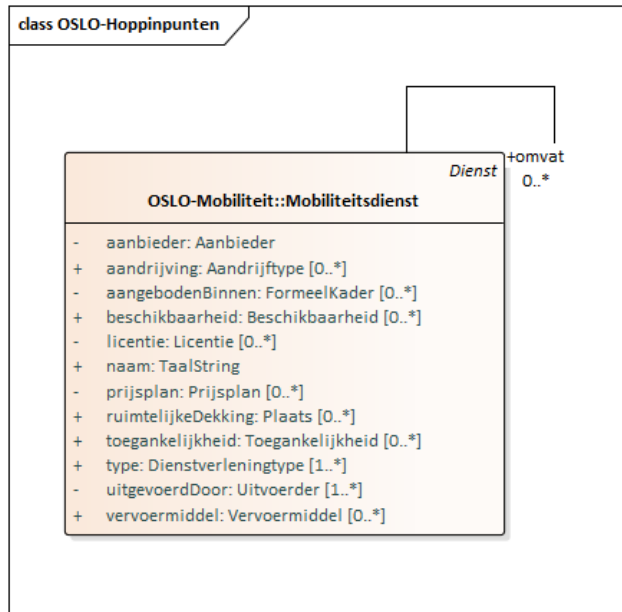 class OSLO-Hoppinpunten
+omvat
0..*
Dienst
OSLO-Mobiliteit::Mobiliteitsdienst
- aanbieder: Aanbieder
+ aandrijving: Aandrijftype [0..*]
- aangebodenBinnen: FormeelKader [0..*]
+ beschikbaarheid: Beschikbaarheid [0..*]
- licentie: Licentie [0..*]
+ naam: TaalString
- prijsplan: Prijsplan [0..*]
+ ruimtelijkeDekking: Plaats [0..*]
+ toegankelijkheid: Toegankelijkheid [0..*]
+ type: Dienstverleningtype [1..*]
- uitgevoerdDoor: Uitvoerder [1..*]
+ vervoermiddel: Vervoermiddel [0..*]